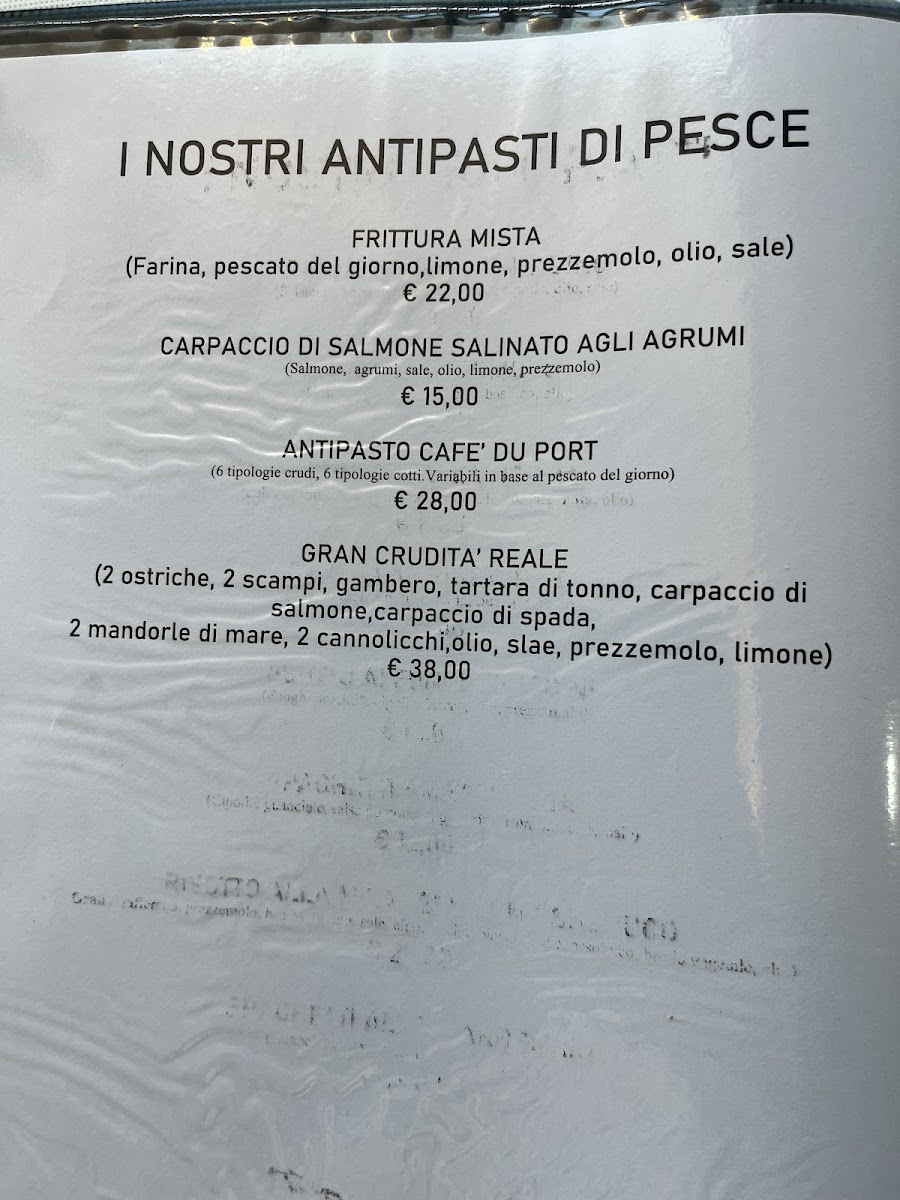 I NOSTRI ANTIPASTI DI PESCE
FRITTURA MISTA
(Farina, pescato del giorno,limone, prezzemolo, olio, sale)
€ 22,00
CARPACCIO DI SALMONE SALINATO AGLI AGRUMI
(Salmone, agrumi, sale, olio, limone, prezzemolo)
€ 15,00
ANTIPASTO CAFE' DU PORT
(6 tipologie crudi, 6 tipologie cotti.Variabili in base al pescato del giorno)
€ 28,00
GRAN CRUDITA' REALE
(2 ostriche, 2 scampi, gambero, tartara di tonno, carpaccio di
salmone,carpaccio di spada,
2 mandorle di mare, 2 cannolicchi,olio, slae, prezzemolo, limone)
€ 38,00